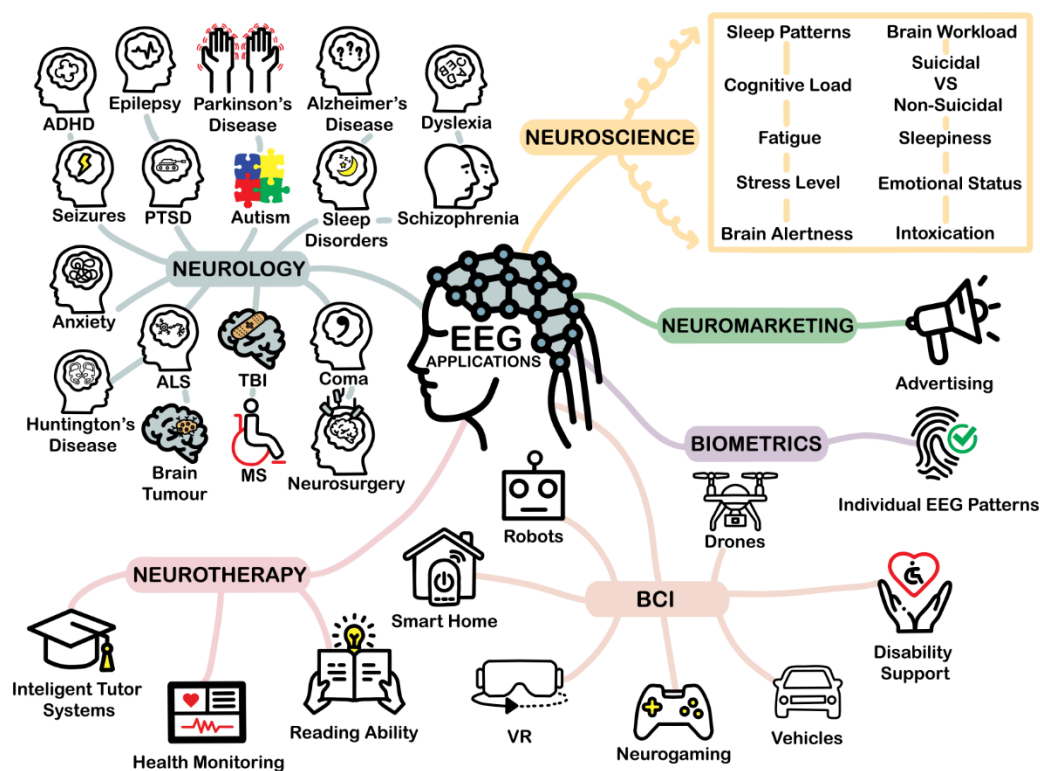 ADHD
Epilepsy
Parkinson's
Disease
Alzheimer's
Disease
Dyslexia
Seizures
PTSD
Autism
Sleep
Disorders
Schizophrenia
NEUROLOGY
Anxiety
ALS
TBI
Coma
Huntington's
Disease
Brain
Tumour
MS
Neurosurgery
EEG
APPLICATIONS
NEUROSCIENCE
Sleep Patterns
Cognitive Load
Fatigue
Stress Level
Brain Alertness
Brain Workload
Suicidal
VS
Non-Suicidal
Sleepiness
Emotional Status
Intoxication
NEUROMARKETING
Advertising
BIOMETRICS
Individual EEG Patterns
NEUROTHERAPY
Inteligent Tutor
Systems
Health Monitoring
Reading Ability
BCI
Robots
Drones
Smart Home
Disability
Support
VR
Neurogaming
Vehicles